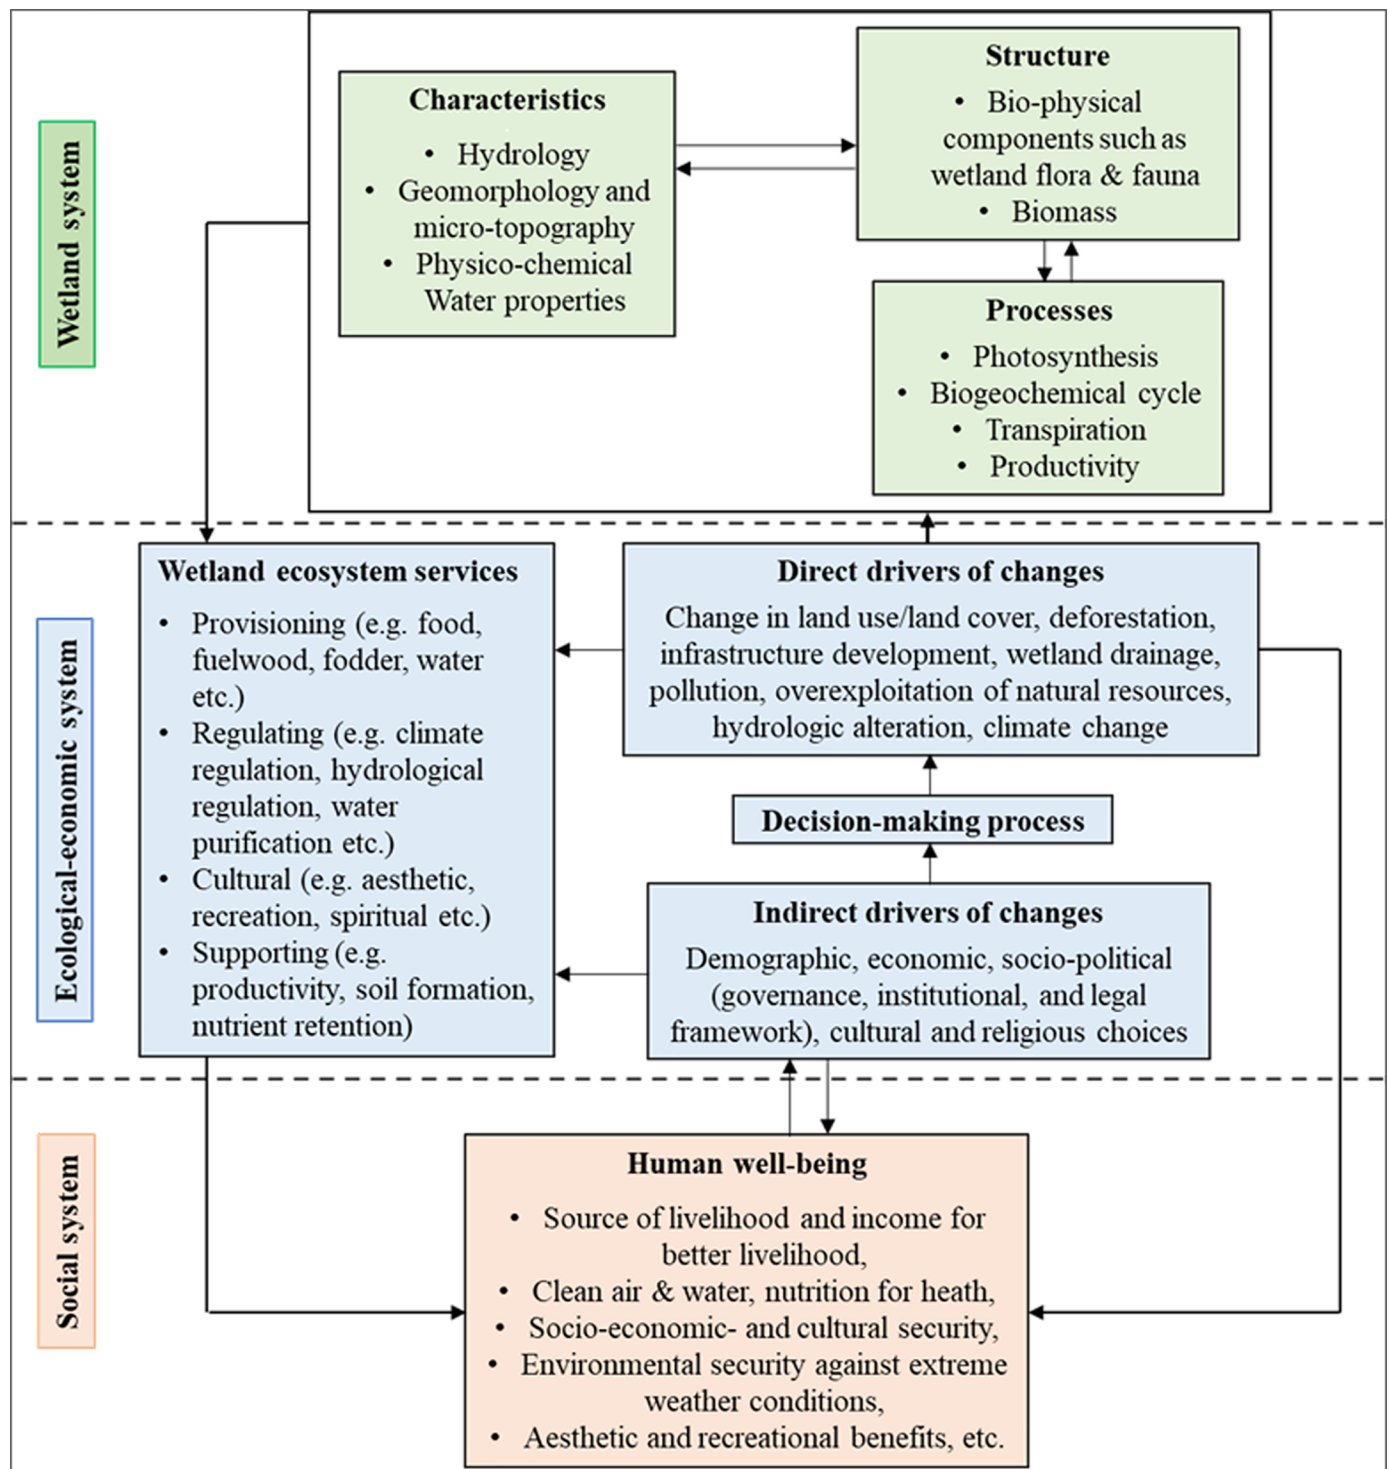 Wetland system
Characteristics
• Hydrology
• Geomorphology and
micro-topography
• Physico-chemical
Water properties
Structure
• Bio-physical
components such as
wetland flora & fauna
• Biomass
Processes
• Photosynthesis
• Biogeochemical cycle
• Transpiration
• Productivity
Ecological-economic system
Wetland ecosystem services
• Provisioning (e.g. food,
fuelwood, fodder, water
etc.)
• Regulating (e.g. climate
regulation, hydrological
regulation, water
purification etc.)
• Cultural (e.g. aesthetic,
recreation, spiritual etc.)
• Supporting (e.g.
productivity, soil formation,
nutrient retention)
Direct drivers of changes
Change in land use/land cover, deforestation,
infrastructure development, wetland drainage,
pollution, overexploitation of natural resources,
hydrologic alteration, climate change
Decision-making process
Indirect drivers of changes
Demographic, economic, socio-political
(governance, institutional, and legal
framework), cultural and religious choices
Social system
Human well-being
• Source of livelihood and income for
better livelihood,
• Clean air & water, nutrition for heath,
• Socio-economic- and cultural security,
• Environmental security against extreme
weather conditions,
• Aesthetic and recreational benefits, etc.